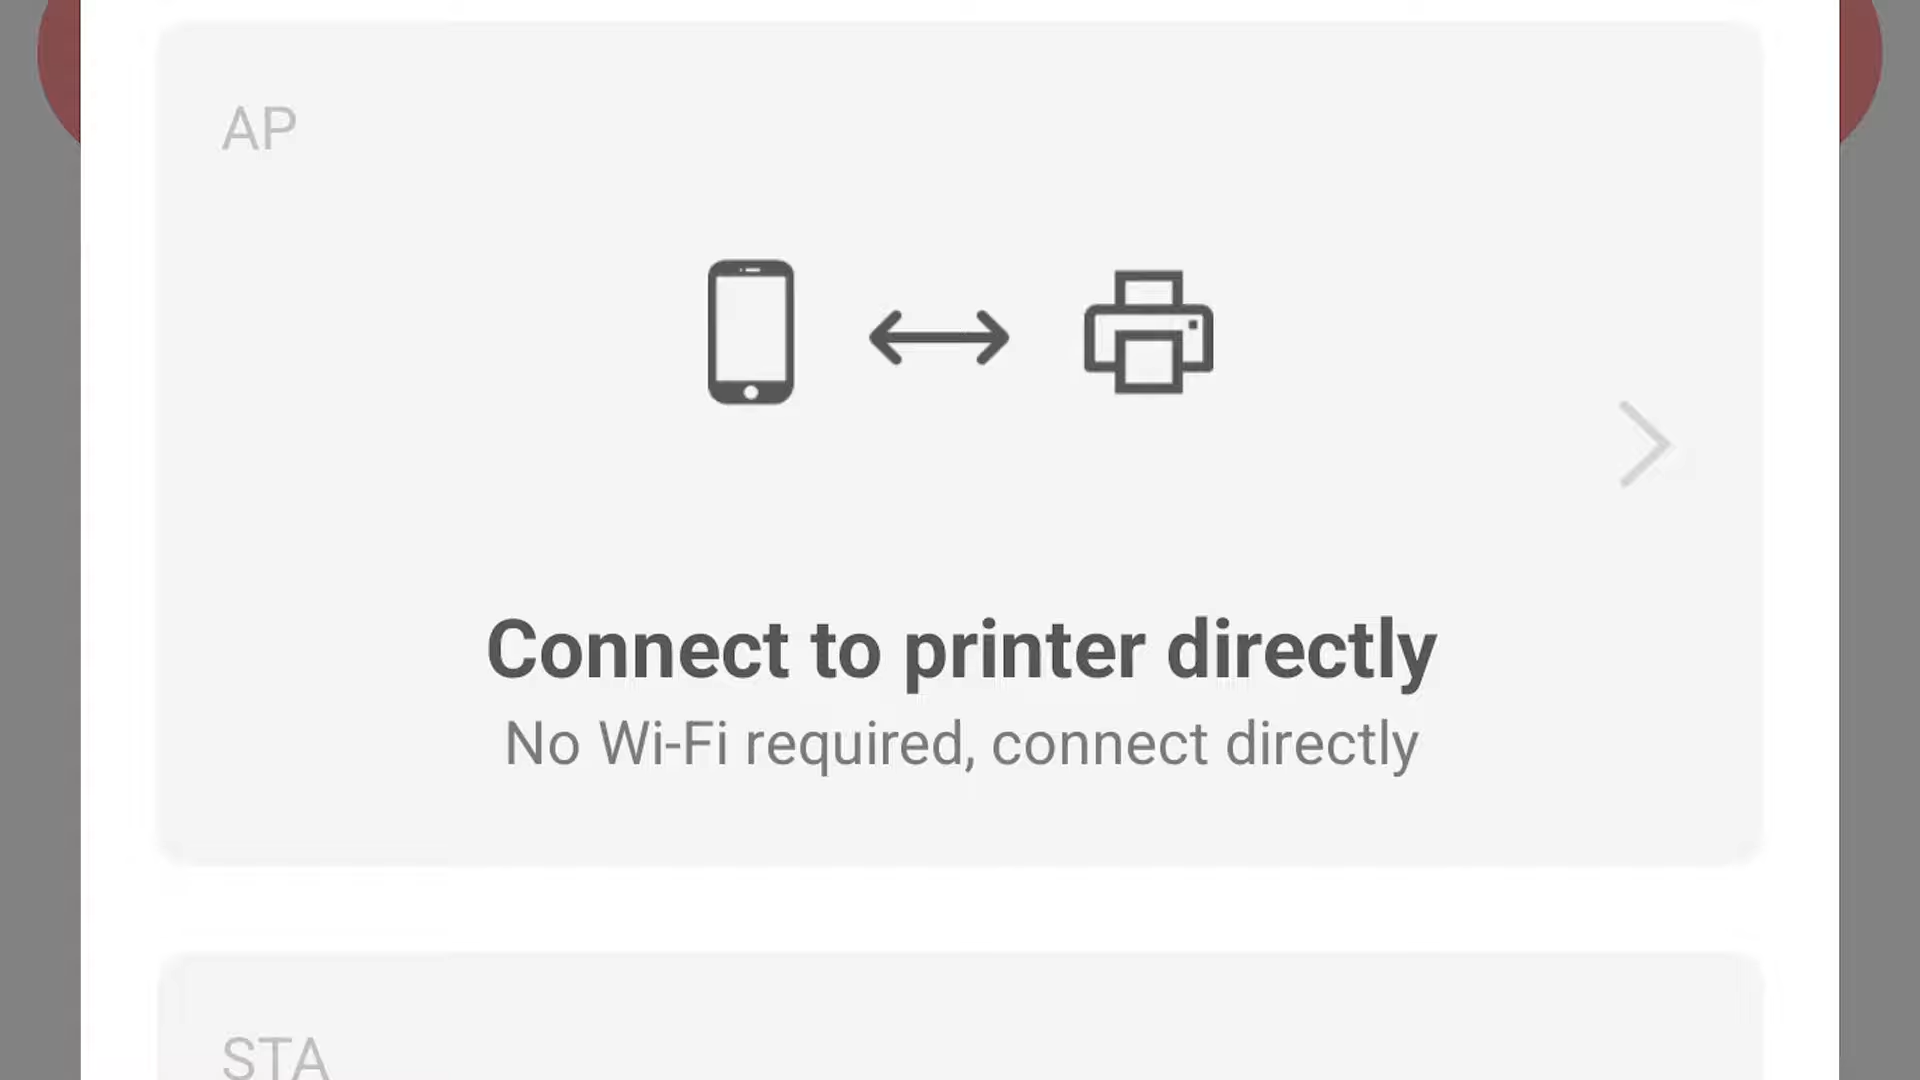 AP
Connect to printer directly
No Wi-Fi required, connect directly
STA